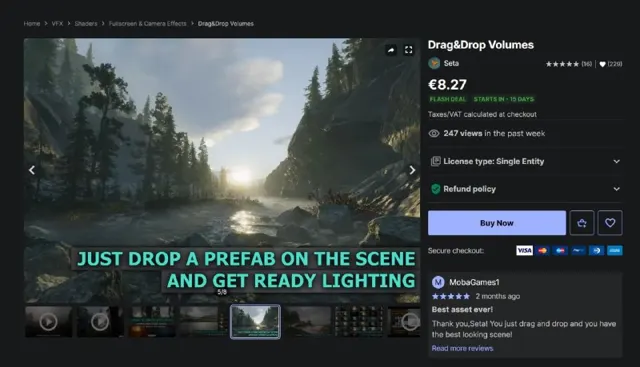 Home > VFX > Shaders > Fullscreen & Camera Effects > Drag&Drop Volumes
JUST DROP A PREFAB ON THE SCENE
AND GET READY LIGHTING
5/8
Drag&Drop Volumes
Seta
(16) | (229)
€8.27
FLASH DEAL STARTS IN - 19 DAYS
Taxes/VAT calculated at checkout
247 views in the past week
License type: Single Entity
Refund policy
Buy Now
Secure checkout: VISA
M MobaGames1
2 months ago
Best asset ever!
Thank you,Seta! You just drag and drop and you have
the best looking scene!
Read more reviews